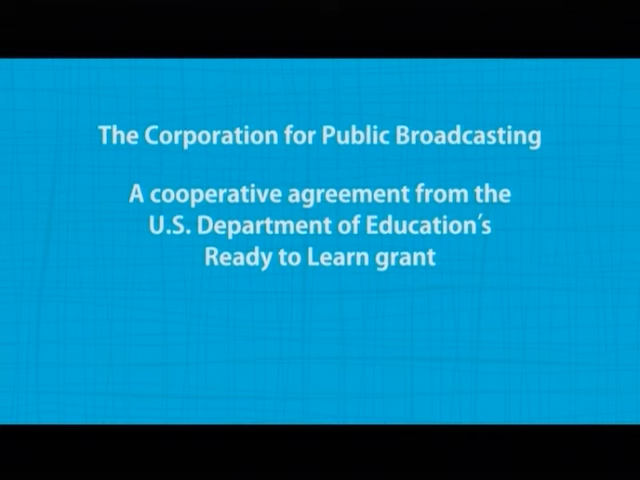 The Corporation for Public Broadcasting
A cooperative agreement from the
U.S. Department of Education's
Ready to Learn grant